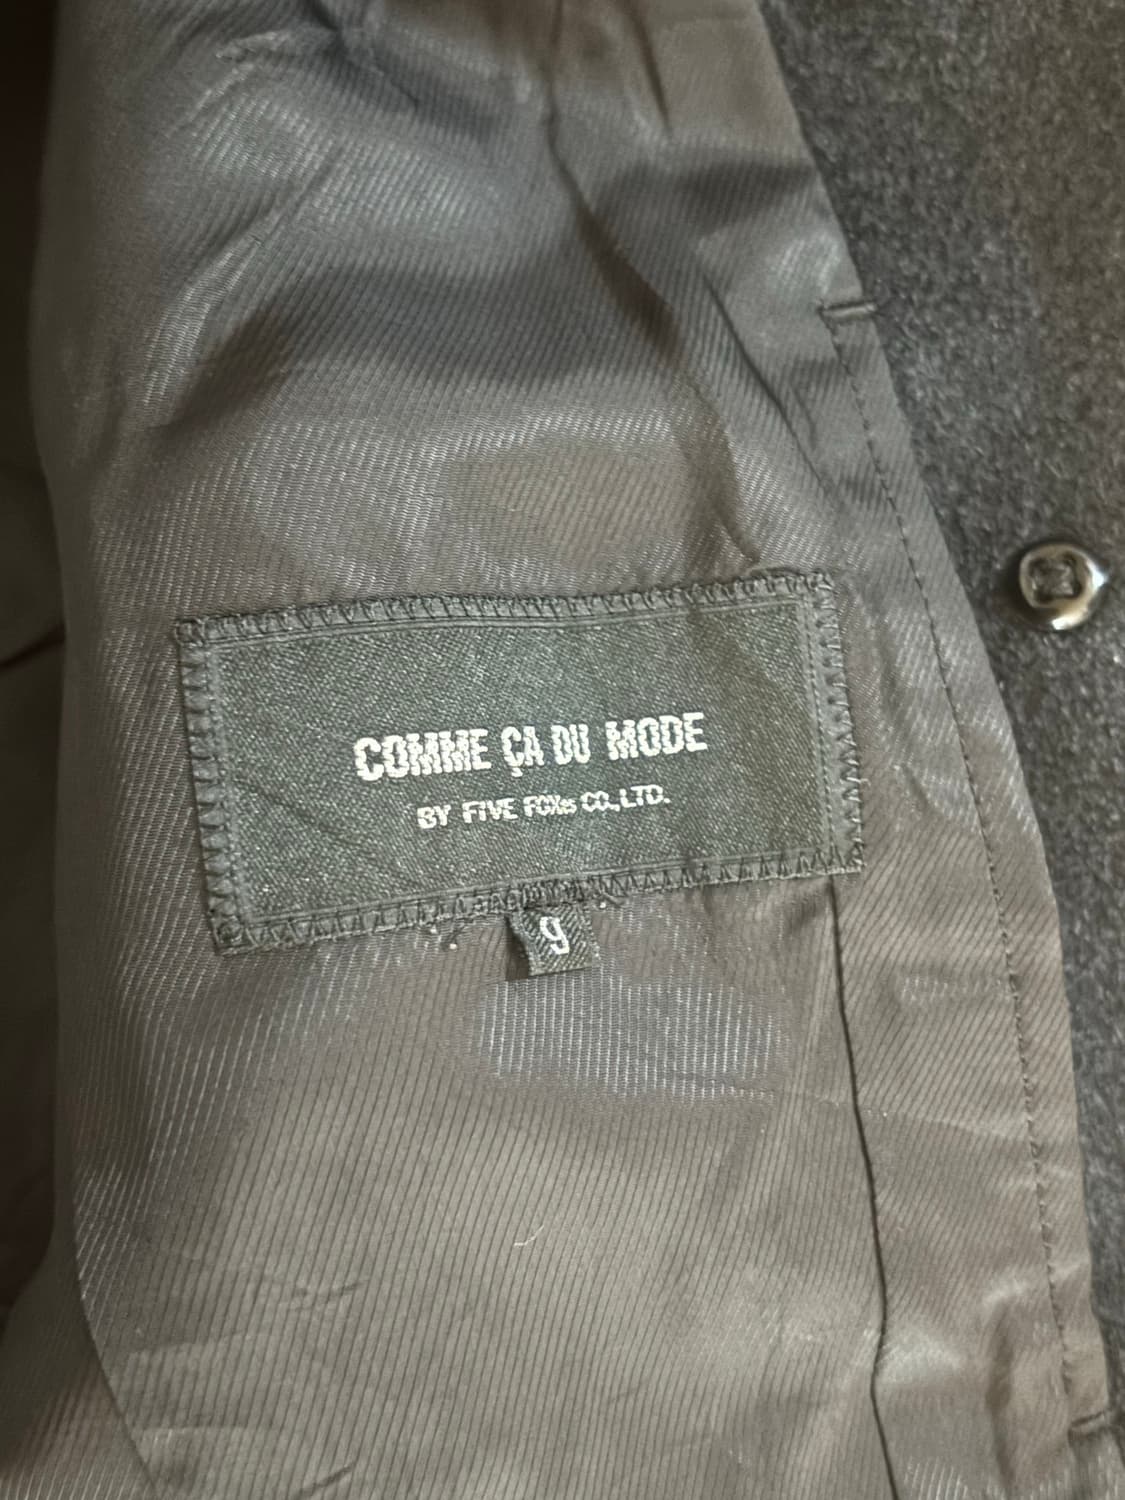 COMME ÇA DU MODE
BY FIVE FOXes CO.,LTD.
9